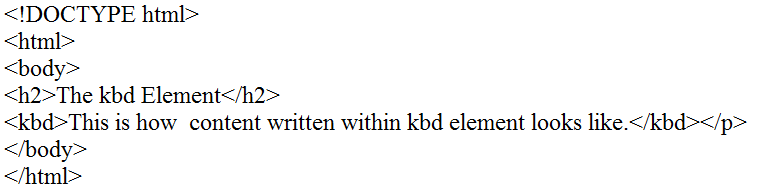 <!DOCTYPE html>
<html>
<body>
<h2>The kbd Element</h2>
<kbd>This is how  content written within kbd element looks like.</kbd></p>
</body>
</html>